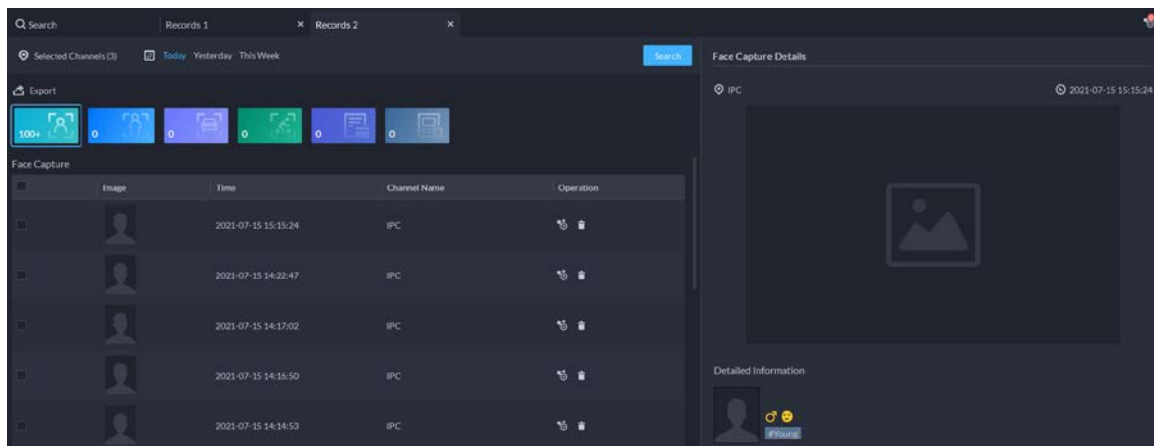 Search Records 1 × Records 2 ×
Selected Channels (3) Today Yesterday This Week Search
Export
100+ 0 0 0 0 0
Face Capture
Image Time Channel Name Operation
2021-07-15 15:15:24 IPC
2021-07-15 14:22:47 IPC
2021-07-15 14:17:02 IPC
2021-07-15 14:16:50 IPC
2021-07-15 14:14:53 IPC
Face Capture Details
IPC 2021-07-15 15:15:24
Detailed Information
#Young